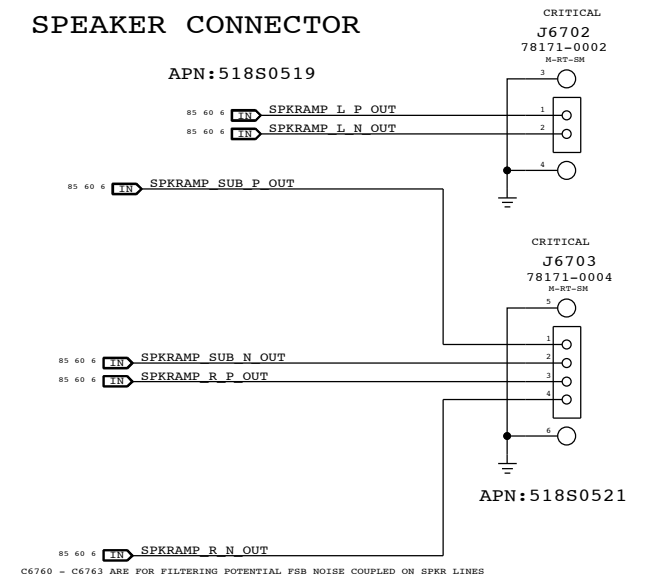 SPEAKER CONNECTOR
CRITICAL
J6702
78171-0002
M-RT-SM
APN:518S0519
3
85 60 6 IN SPKRAMP_L_P_OUT 1
85 60 6 IN SPKRAMP_L_N_OUT 2
4
85 60 6 IN SPKRAMP_SUB_P_OUT
CRITICAL
J6703
78171-0004
M-RT-SM
5
1
85 60 6 IN SPKRAMP_SUB_N_OUT 2
85 60 6 IN SPKRAMP_R_P_OUT 3
4
6
APN:518S0521
85 60 6 IN SPKRAMP_R_N_OUT
C6760 - C6763 ARE FOR FILTERING POTENTIAL FSB NOISE COUPLED ON SPKR LINES